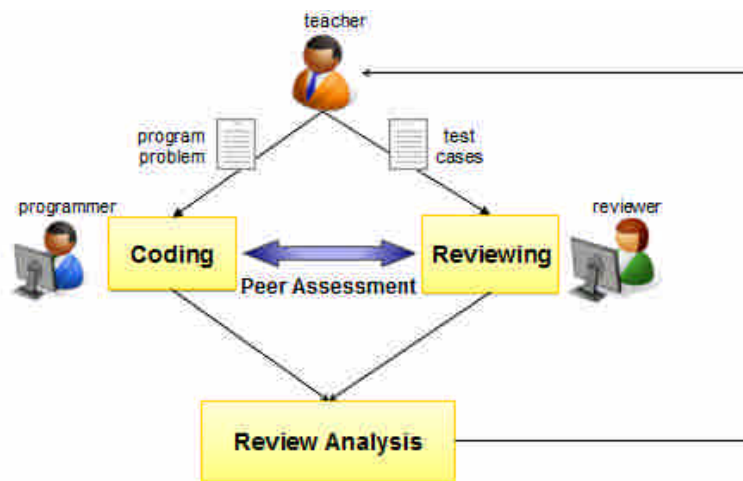 teacher
program
problem
test
cases
programmer
reviewer
Coding
Reviewing
Peer Assessment
Review Analysis